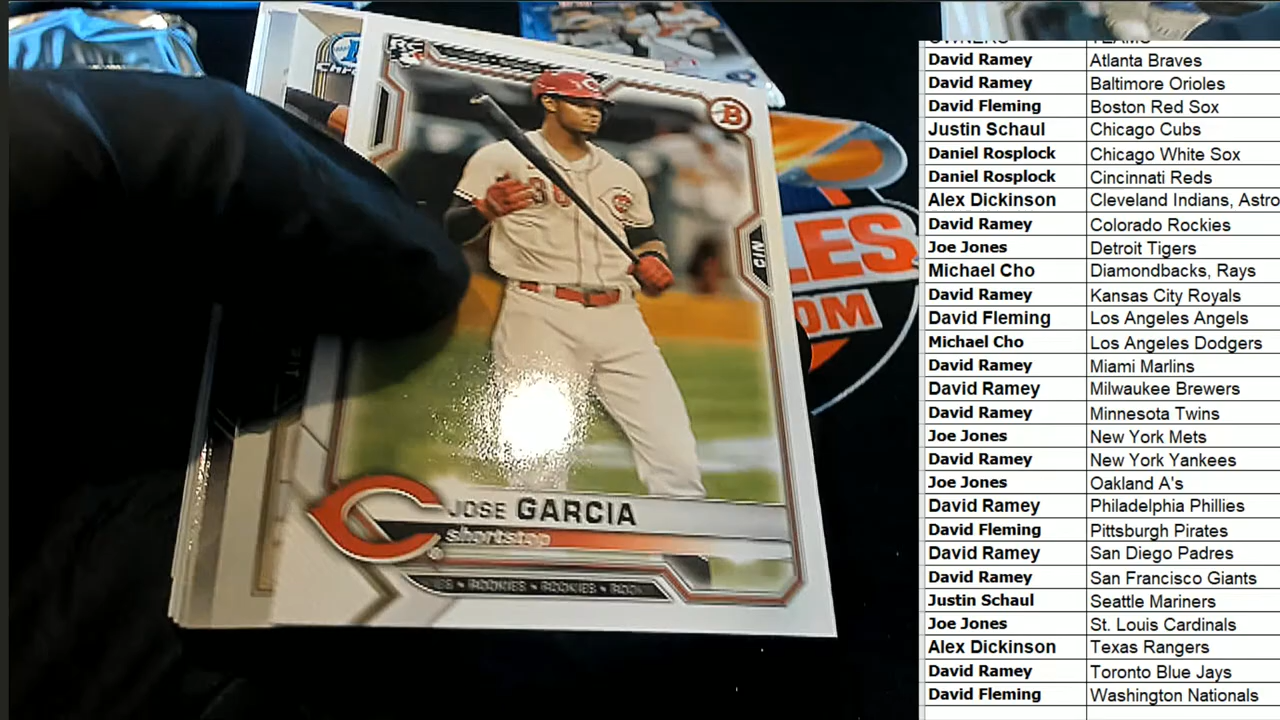 B
CIN
JOSE GARCIA
shortstop
ROOKIES • ROOKIES
LES
OM
OWNERS TEAMS
David Ramey Atlanta Braves
David Ramey Baltimore Orioles
David Fleming Boston Red Sox
Justin Schaul Chicago Cubs
Daniel Rosplock Chicago White Sox
Daniel Rosplock Cincinnati Reds
Alex Dickinson Cleveland Indians, Astro
David Ramey Colorado Rockies
Joe Jones Detroit Tigers
Michael Cho Diamondbacks, Rays
David Ramey Kansas City Royals
David Fleming Los Angeles Angels
Michael Cho Los Angeles Dodgers
David Ramey Miami Marlins
David Ramey Milwaukee Brewers
David Ramey Minnesota Twins
Joe Jones New York Mets
David Ramey New York Yankees
Joe Jones Oakland A's
David Ramey Philadelphia Phillies
David Fleming Pittsburgh Pirates
David Ramey San Diego Padres
David Ramey San Francisco Giants
Justin Schaul Seattle Mariners
Joe Jones St. Louis Cardinals
Alex Dickinson Texas Rangers
David Ramey Toronto Blue Jays
David Fleming Washington Nationals